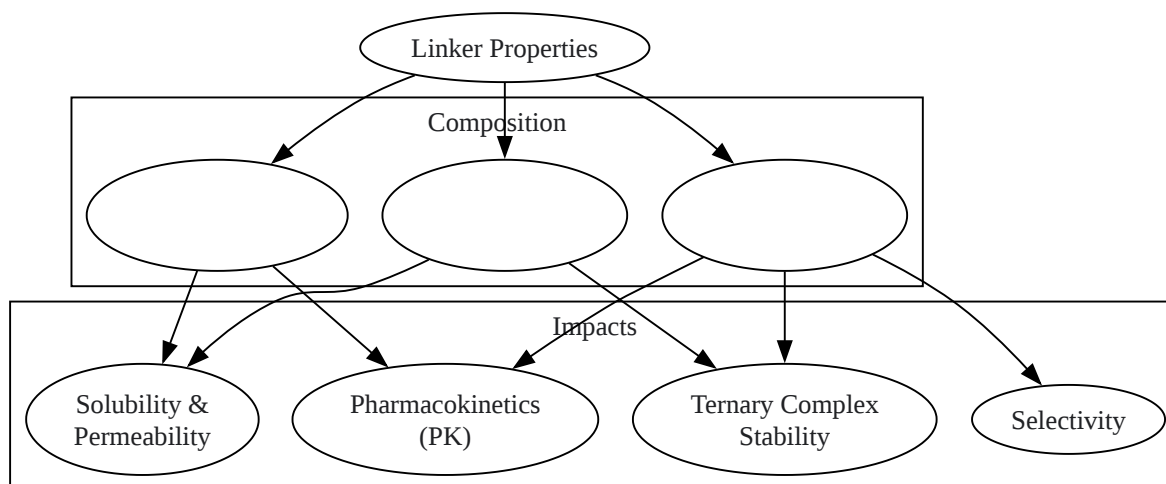 Linker Properties
Composition
Impacts
Solubility &
Permeability
Pharmacokinetics
(PK)
Ternary Complex
Stability
Selectivity